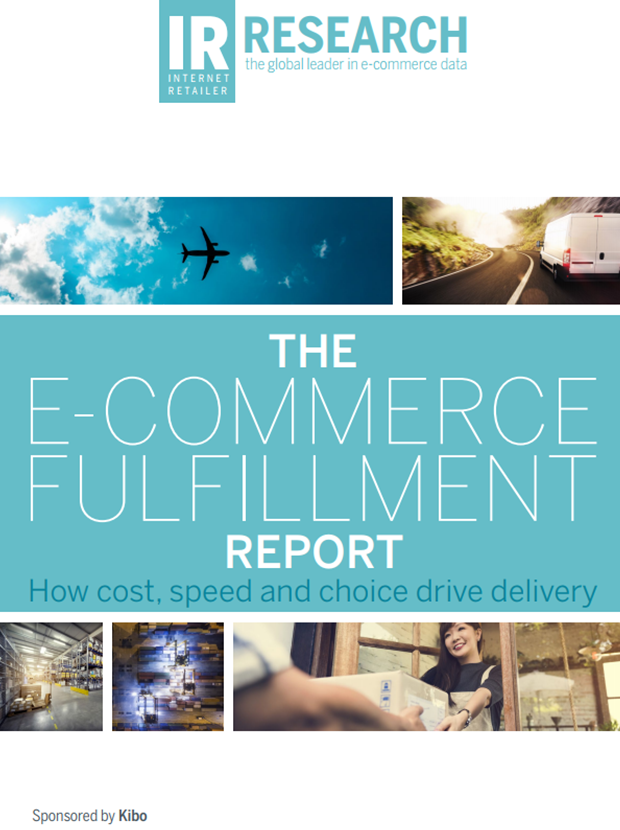 IR RESEARCH
the global leader in e-commerce data
INTERNET
RETAILER
THE
E-COMMERCE
FULFILLMENT
REPORT
How cost, speed and choice drive delivery
Sponsored by Kibo